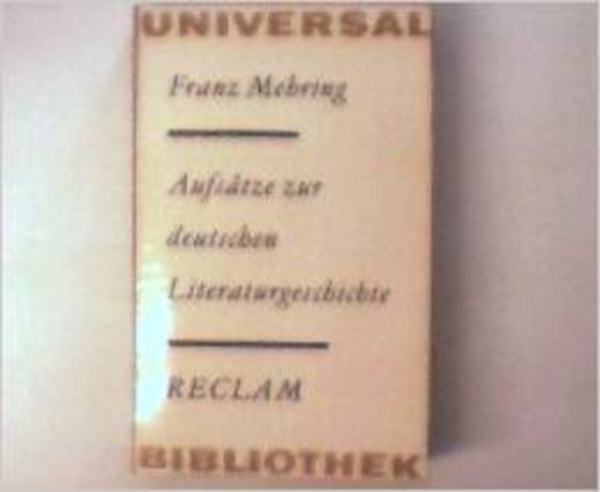 UNIVERSAL
Franz Mehring
Aufsätze zur
deutschen
Literaturgeschichte
RECLAM
BIBLIOTHEK